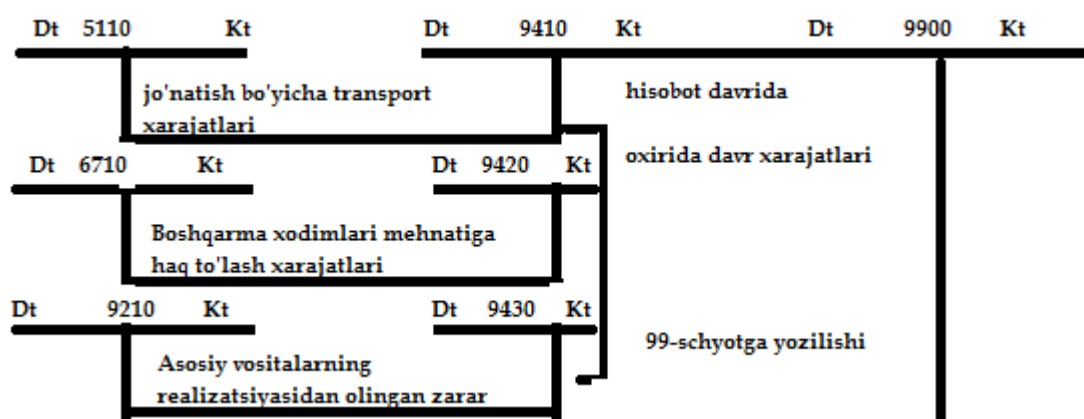 Dt 5110 Kt Dt 9410 Kt Dt 9900 Kt
jo'natish bo'yicha transport
xarajatlari
hisobot davrida
oxirida davr xarajatlari
Dt 6710 Kt Dt 9420 Kt
Boshqarma xodimlari mehnatiga
haq to'lash xarajatlari
Dt 9210 Kt Dt 9430 Kt
Asosiy vositalarning
realizatsiyasidan olingan zarar
99-schyotga yozilishi